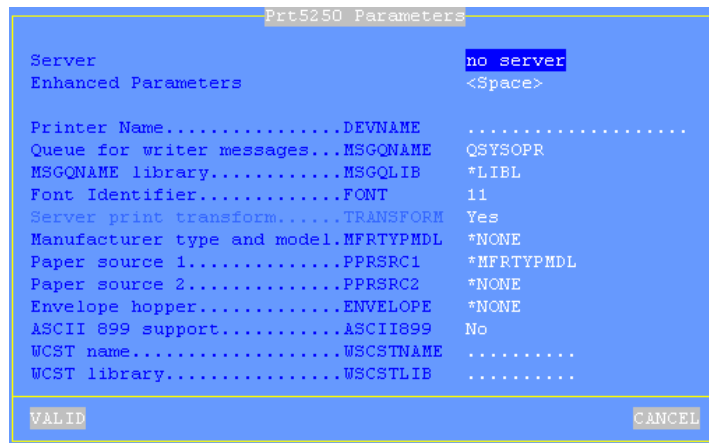 Prt5250 Parameters
Server no server
Enhanced Parameters <Space>
Printer Name................DEVNAME ....................
Queue for writer messages...MSGQNAME QSYSOPR
MSGQNAME library............MSGQLIB *LIBL
Font Identifier.............FONT 11
Server print transform......TRANSFORM Yes
Manufacturer type and model.MFRTYPMDL *NONE
Paper source 1..............PPRSRC1 *MFRTYPMDL
Paper source 2..............PPRSRC2 *NONE
Envelope hopper.............ENVELOPE *NONE
ASCII 899 support...........ASCII899 No
WCST name...................WSCSTNAME ..........
WCST library................WSCSTLIB ..........
VALID CANCEL